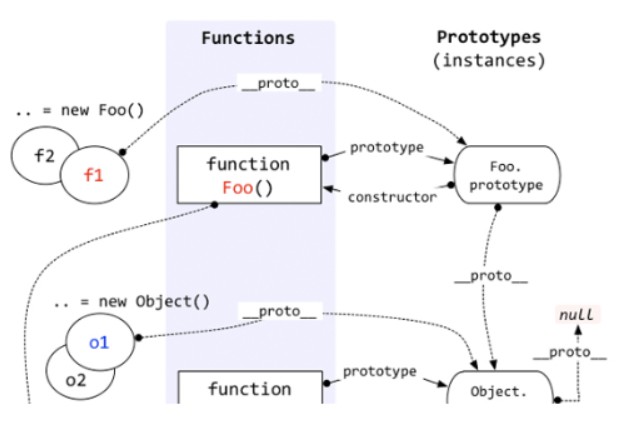 Functions
Prototypes
(instances)
__proto__
.. = new Foo()
f2
f1
function
Foo()
prototype
constructor
Foo.
prototype
__proto__
.. = new Object()
__proto__
null
o1
o2
__proto__
function
prototype
Object.